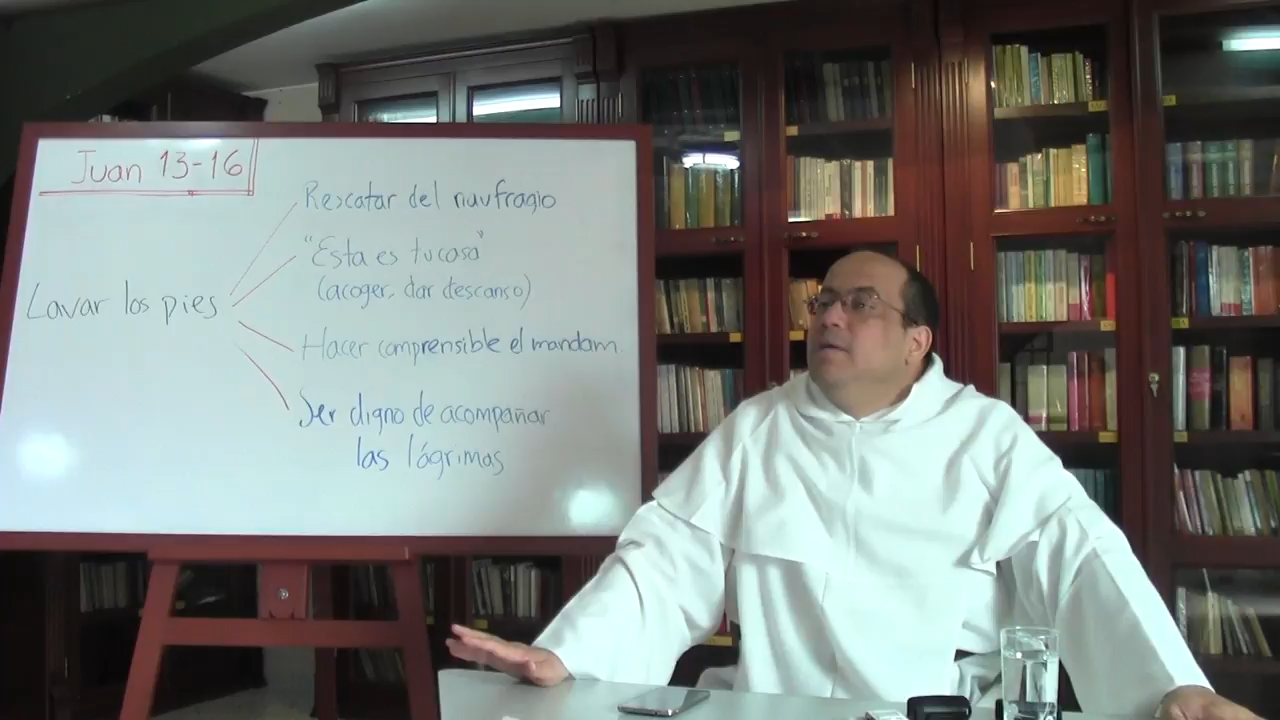 Juan 13-16
Rescatar del naufragio
"Esta es tu casa"
(acoger, dar descanso)
Lavar los pies
Hacer comprensible el mandam.
Ser digno de acompañar
las lágrimas